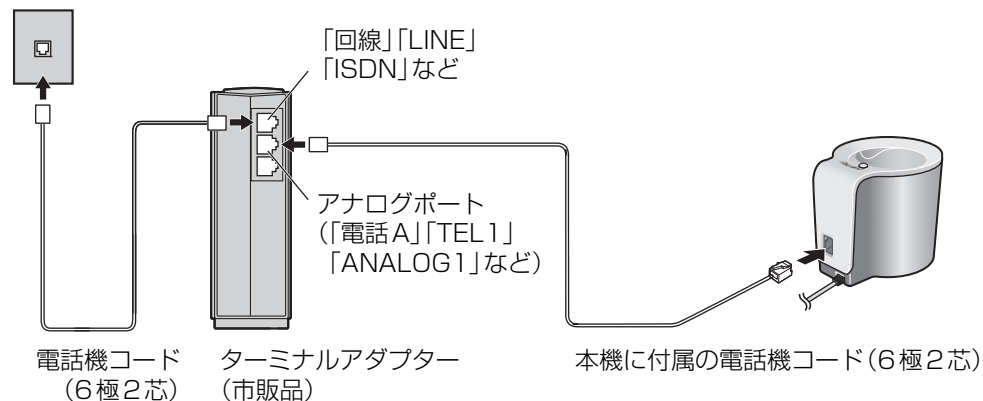 「回線」「LINE」
「ISDN」など
アナログポート
(「電話A」「TEL1」
「ANALOG1」など)
電話機コード
(6極2芯)
ターミナルアダプター
(市販品)
本機に付属の電話機コード(6極2芯)